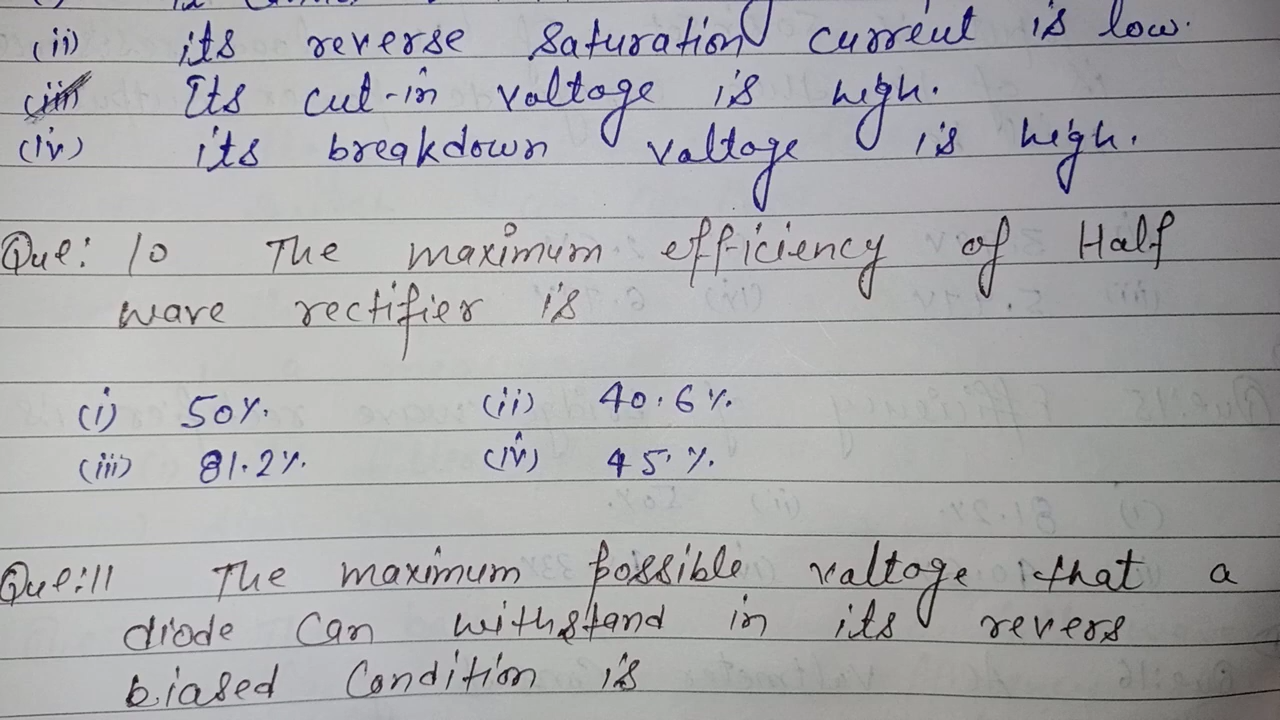 (ii) its reverse saturation current is low.
(iii) Its cut-in voltage is high.
(iv) its breakdown voltage is high.
Que: 10 The maximum efficiency of Half
wave rectifier is
(i) 50%. (ii) 40.6%.
(iii) 81.2%. (iv) 45.%.
Que:11 The maximum possible valtage that a
diode can withstand in its revers
biased Condition is